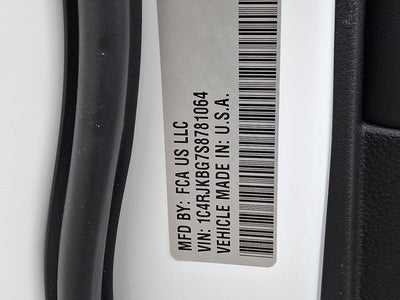 MFD BY: FCA US LLC
VIN: 1C4RJKBG7S8781064
VEHICLE MADE IN: U.S.A.